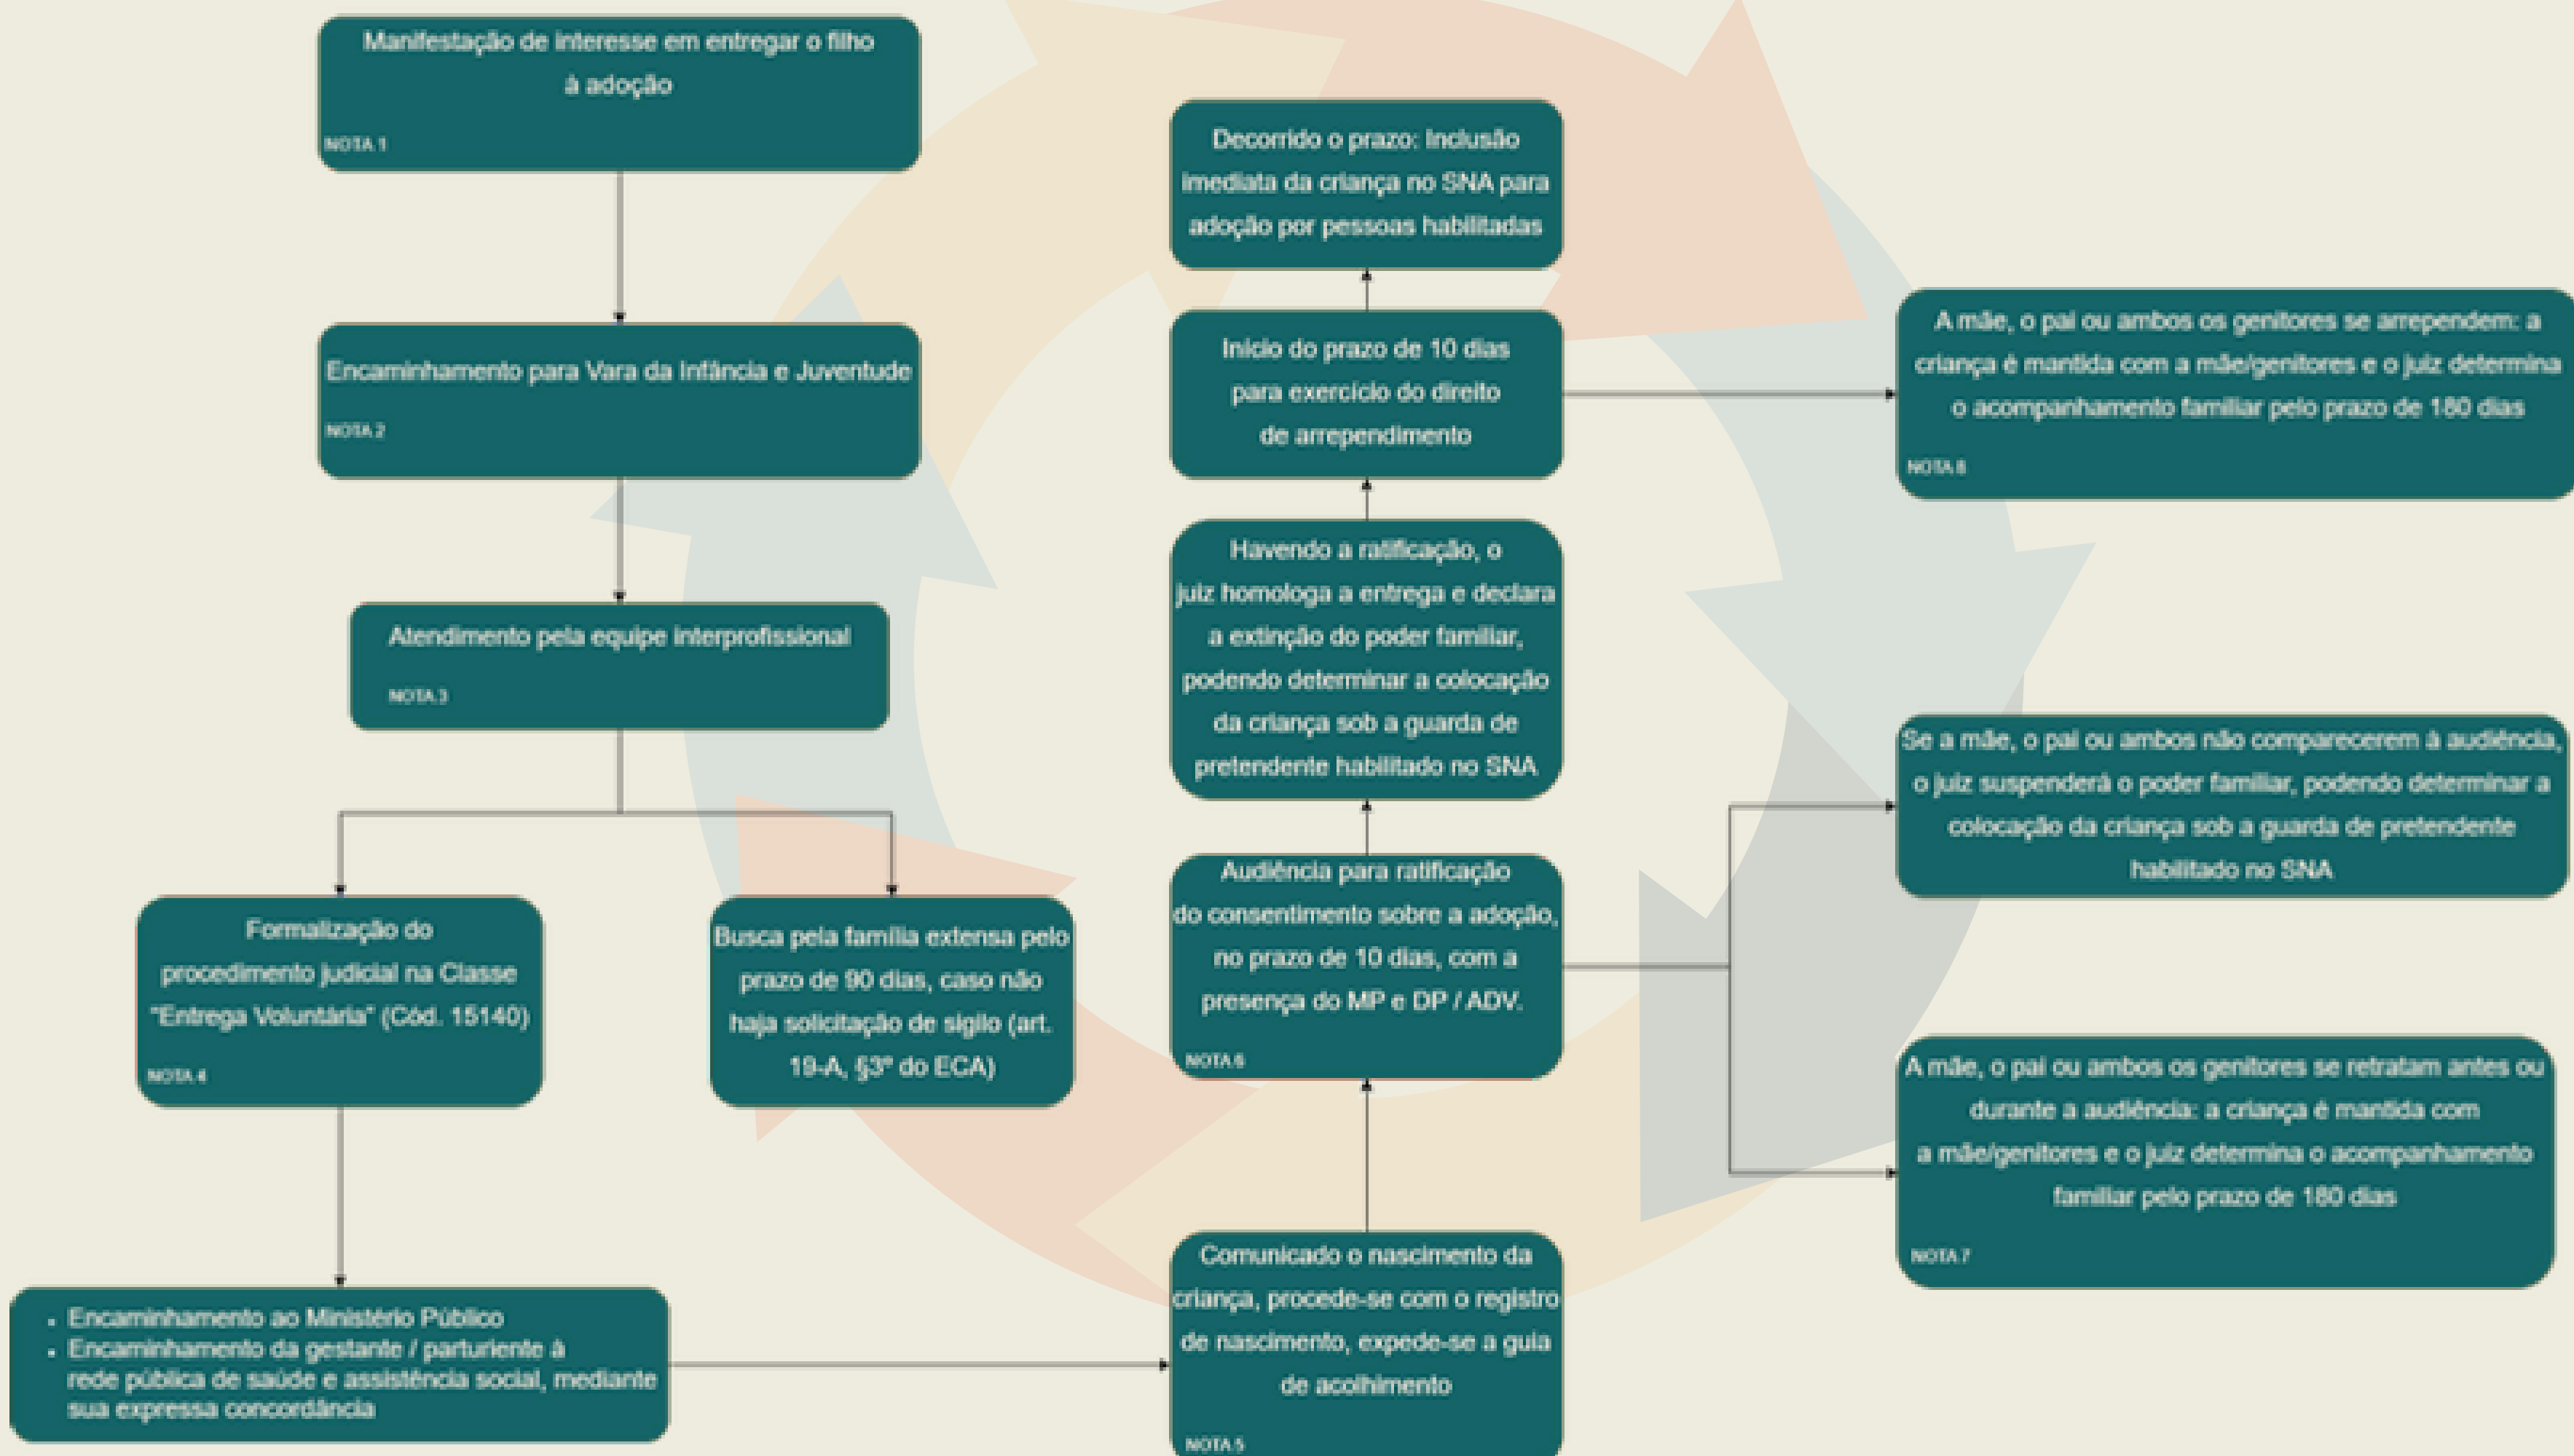 Manifestação de interesse em entregar o filho
à adoção
NOTA 1
Encaminhamento para Vara da Infância e Juventude
NOTA 2
Atendimento pela equipe interprofissional
NOTA 3
Formalização do
procedimento judicial na Classe
"Entrega Voluntária" (Cód. 15140)
NOTA 4
Busca pela família extensa pelo
prazo de 90 dias, caso não
haja solicitação de sigilo (art.
19-A, §3º do ECA)
• Encaminhamento ao Ministério Público
• Encaminhamento da gestante / parturiente à
rede pública de saúde e assistência social, mediante
sua expressa concordância
Comunicado o nascimento da
criança, procede-se com o registro
de nascimento, expede-se a guia
de acolhimento
NOTA 5
Audiência para ratificação
do consentimento sobre a adoção,
no prazo de 10 dias, com a
presença do MP e DP / ADV.
NOTA 6
Havendo a ratificação, o
juiz homologa a entrega e declara
a extinção do poder familiar,
podendo determinar a colocação
da criança sob a guarda de
pretendente habilitado no SNA
Início do prazo de 10 dias
para exercício do direito
de arrependimento
Decorrido o prazo: Inclusão
imediata da criança no SNA para
adoção por pessoas habilitadas
A mãe, o pai ou ambos os genitores se arrependem: a
criança é mantida com a mãe/genitores e o juiz determina
o acompanhamento familiar pelo prazo de 180 dias
NOTA 8
Se a mãe, o pai ou ambos não comparecerem à audiência,
o juiz suspenderá o poder familiar, podendo determinar a
colocação da criança sob a guarda de pretendente
habilitado no SNA
A mãe, o pai ou ambos os genitores se retratam antes ou
durante a audiência: a criança é mantida com
a mãe/genitores e o juiz determina o acompanhamento
familiar pelo prazo de 180 dias
NOTA 7